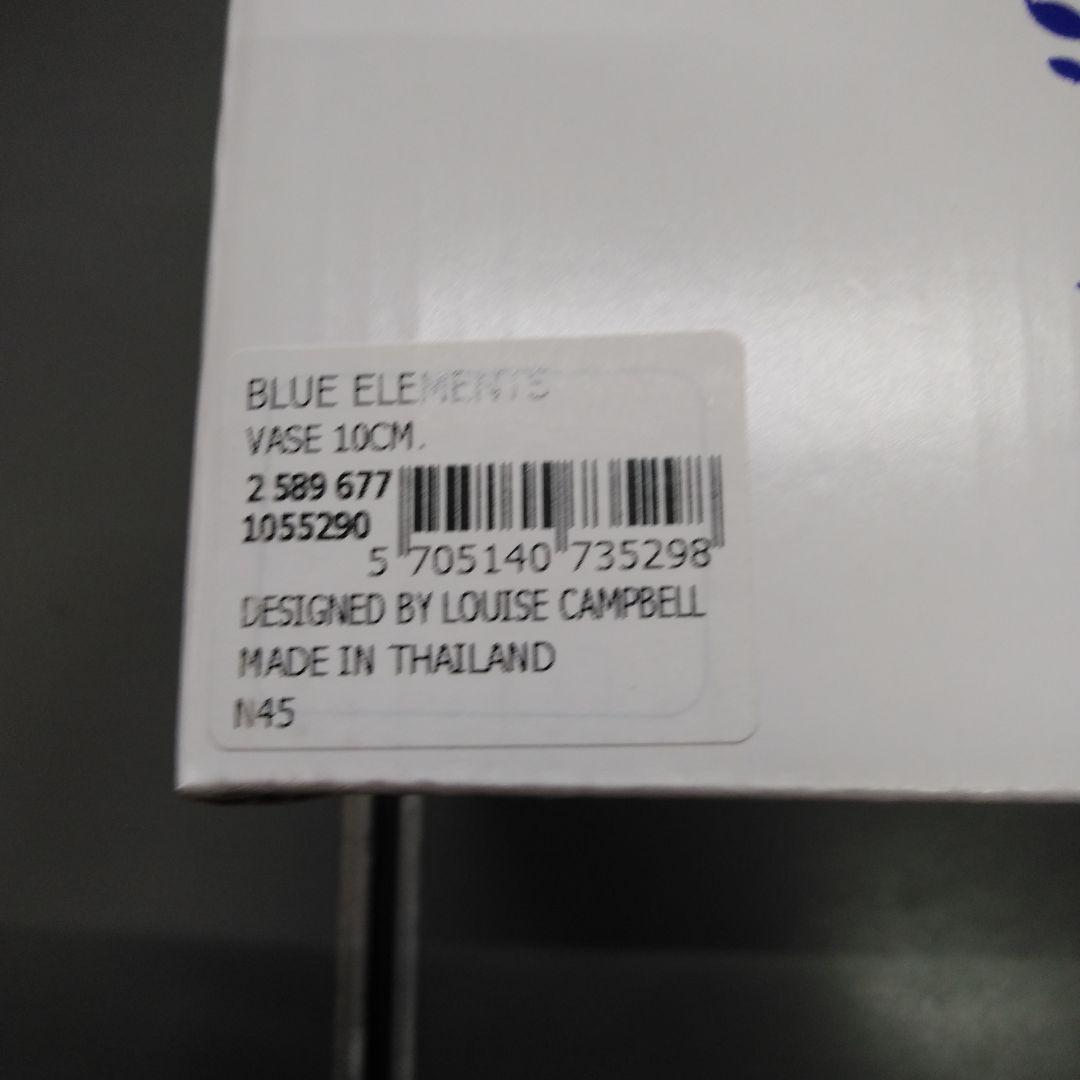 BLUE ELEMENTS
VASE 10CM.
2 589 677
1055290
5 705140 735298
DESIGNED BY LOUISE CAMPBELL
MADE IN THAILAND
N45